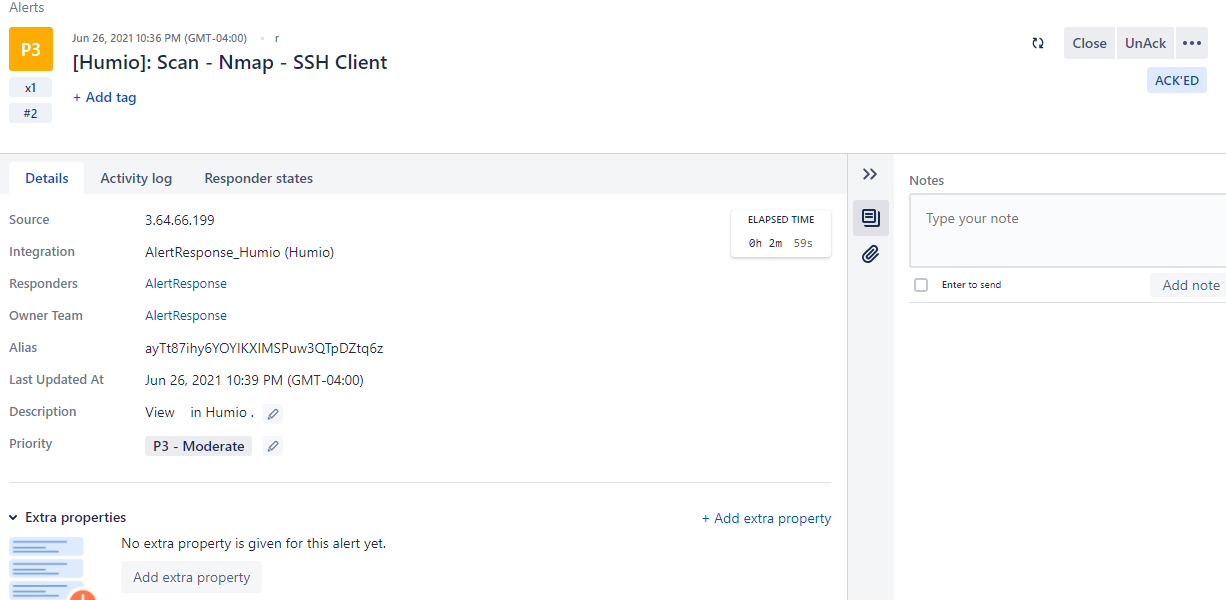 Alerts
P3
Jun 26, 2021 10:36 PM (GMT-04:00) r
[Humio]: Scan - Nmap - SSH Client
Close UnAck
ACK'ED
x1
#2
+ Add tag
Details Activity log Responder states
Source 3.64.66.199
ELAPSED TIME
0h 2m 59s
Integration AlertResponse_Humio (Humio)
Responders AlertResponse
Owner Team AlertResponse
Alias ayTt87ihy6YOYIKXIMSPuw3QTpDZtq6z
Last Updated At Jun 26, 2021 10:39 PM (GMT-04:00)
Description View in Humio .
Priority P3 - Moderate
Extra properties + Add extra property
No extra property is given for this alert yet.
Add extra property
Notes
Type your note
Enter to send Add note